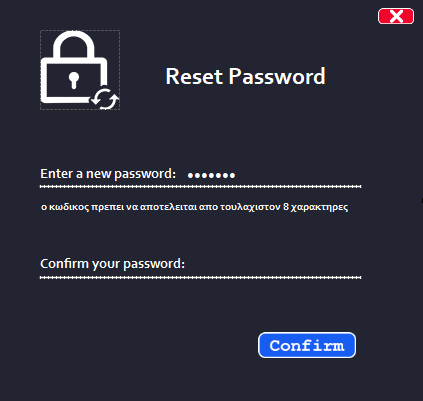 Reset Password
Enter a new password: •••••••
ο κωδικος πρεπει να αποτελειται απο τουλαχιστον 8 χαρακτηρες
Confirm your password:
Confirm